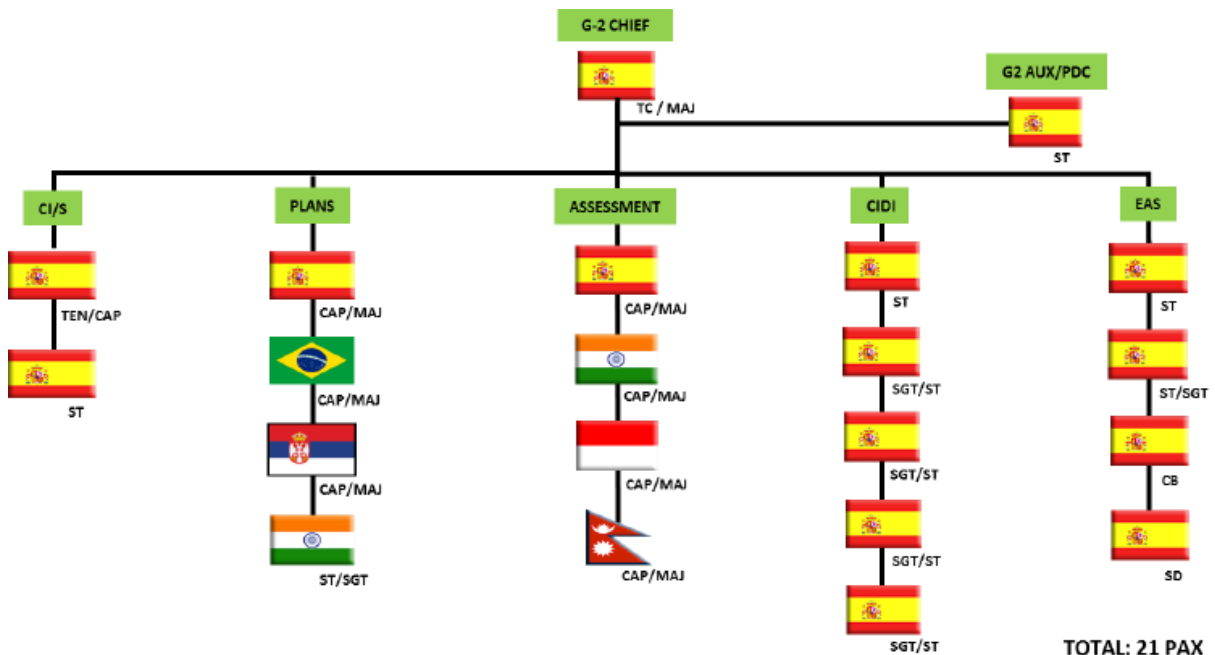 G-2 CHIEF
TC / MAJ
G2 AUX/PDC
ST
CI/S
TEN/CAP
ST
PLANS
CAP/MAJ
CAP/MAJ
CAP/MAJ
ST/SGT
ASSESSMENT
CAP/MAJ
CAP/MAJ
CAP/MAJ
CAP/MAJ
CIDI
ST
SGT/ST
SGT/ST
SGT/ST
SGT/ST
EAS
ST
ST/SGT
CB
SD
TOTAL: 21 PAX